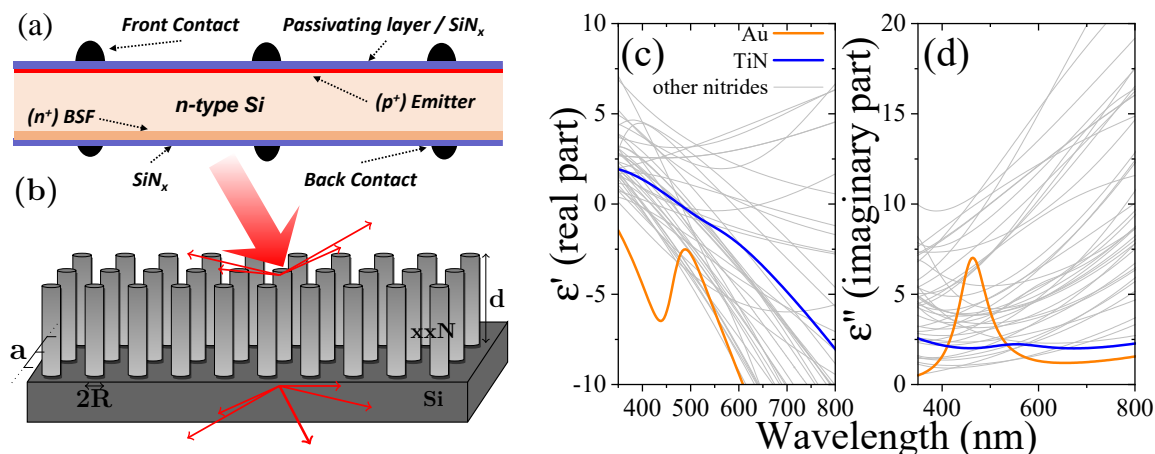 (a)
Front Contact
Passivating layer / SiNx
n-type Si
(p+) Emitter
(n+) BSF
SiNx
Back Contact
(b)
d
xxN
a
2R
Si
(c)
Au
TiN
other nitrides
ε' (real part)
10
5
0
-5
-10
400 500 600 700 800
(d)
ε'' (imaginary part)
20
15
10
5
0
400 600 800
Wavelength (nm)